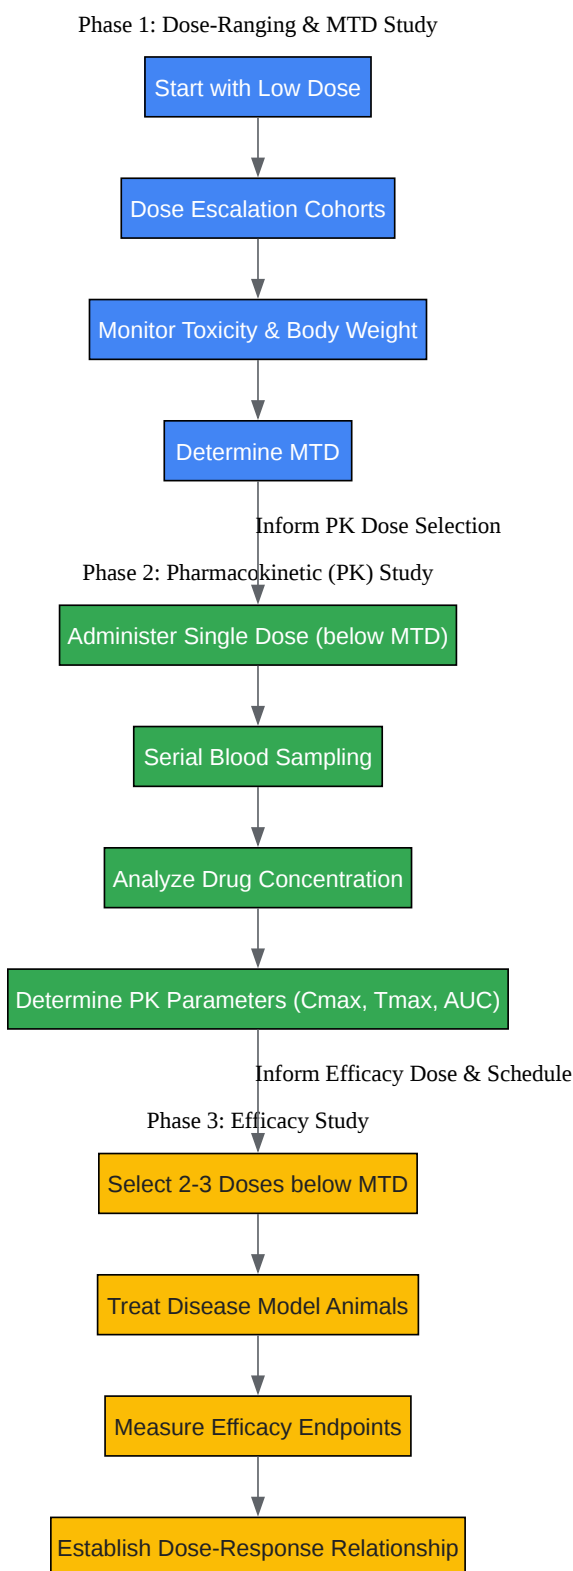 Phase 1: Dose-Ranging & MTD Study
Start with Low Dose
Dose Escalation Cohorts
Monitor Toxicity & Body Weight
Determine MTD
Inform PK Dose Selection
Phase 2: Pharmacokinetic (PK) Study
Administer Single Dose (below MTD)
Serial Blood Sampling
Analyze Drug Concentration
Determine PK Parameters (Cmax, Tmax, AUC)
Inform Efficacy Dose & Schedule
Phase 3: Efficacy Study
Select 2-3 Doses below MTD
Treat Disease Model Animals
Measure Efficacy Endpoints
Establish Dose-Response Relationship